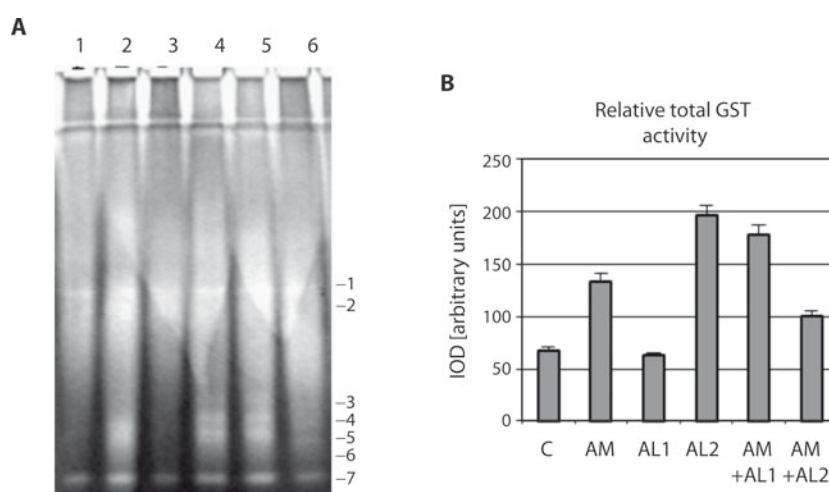 A
1 2 3 4 5 6
–1
–2
–3
–4
–5
–6
–7
B
Relative total GST
activity
IOD [arbitrary units]
250
200
150
100
50
0
C AM AL1 AL2 AM AM
+AL1 +AL2